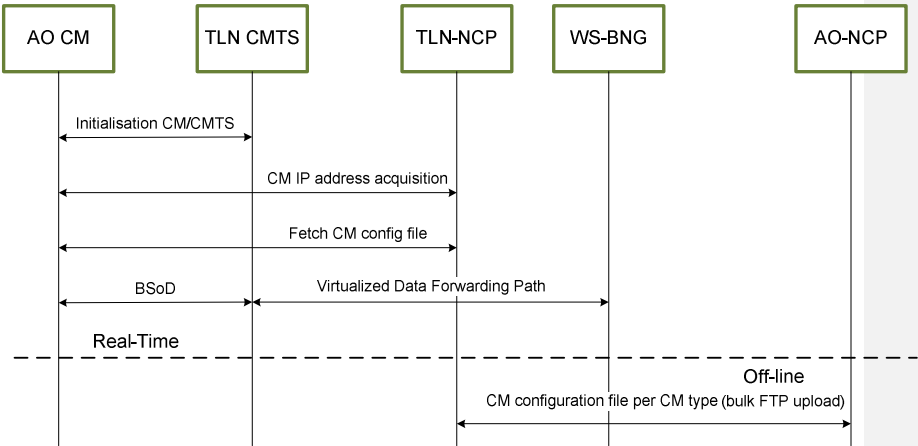 AO CM
TLN CMTS
TLN-NCP
WS-BNG
AO-NCP
Initialisation CM/CMTS
CM IP address acquisition
Fetch CM config file
BSoD
Virtualized Data Forwarding Path
Real-Time
Off-line
CM configuration file per CM type (bulk FTP upload)